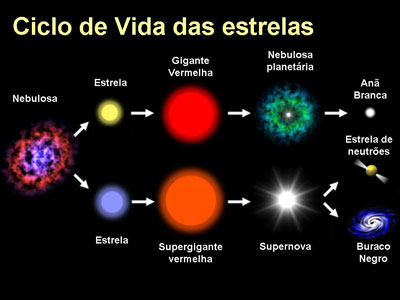 Ciclo de Vida das estrelas
Nebulosa
Estrela
Gigante
Vermelha
Nebulosa
planetária
Anã
Branca
Estrela de
neutrões
Estrela
Supergigante
vermelha
Supernova
Buraco
Negro